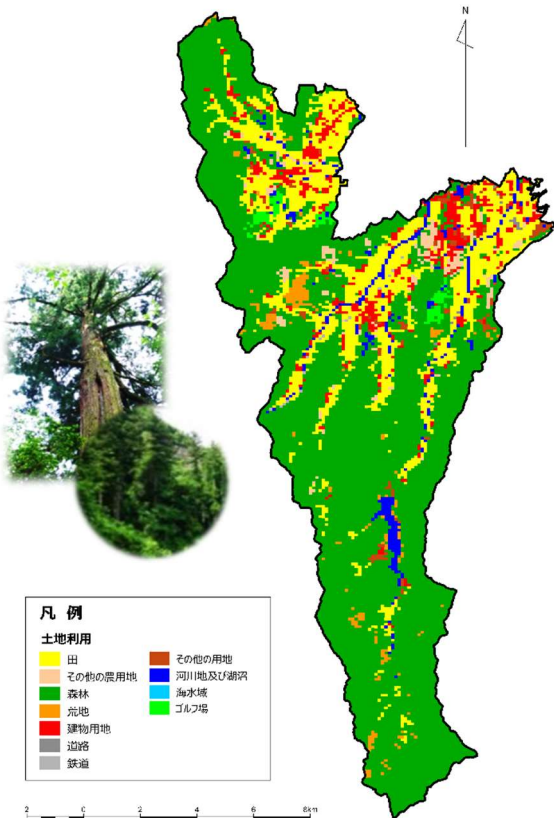 N
凡 例
土地利用
田
その他の農用地
森林
荒地
建物用地
道路
鉄道
その他の用地
河川地及び湖沼
海水域
ゴルフ場
2 0 2 4 6 8km